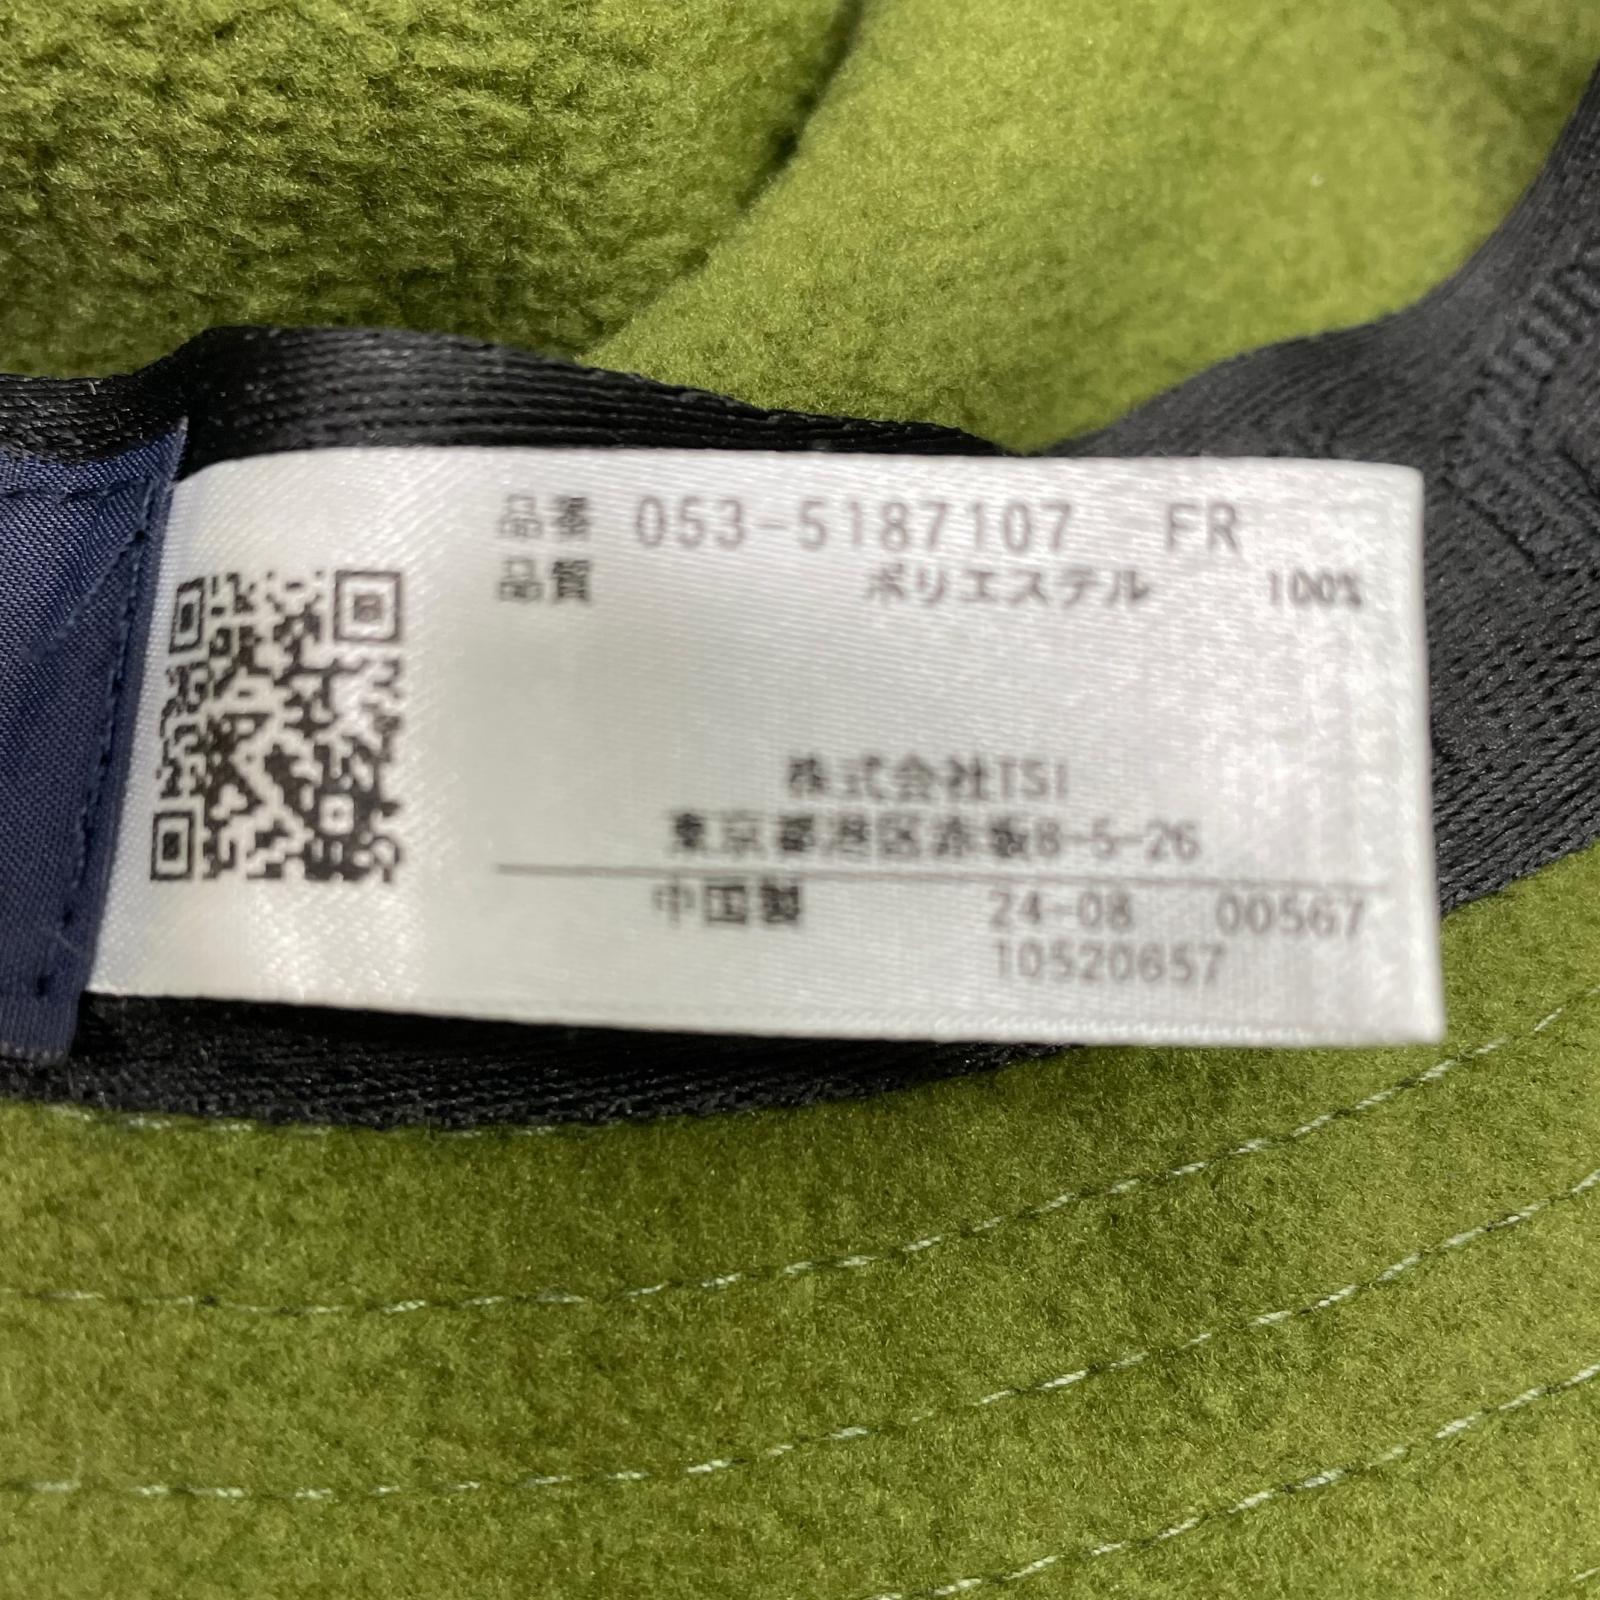 品番 053-5187107 FR
品質 ポリエステル 100%
株式会社TSI
東京都港区赤坂8-5-26
中国製 24-08 00567
10520657